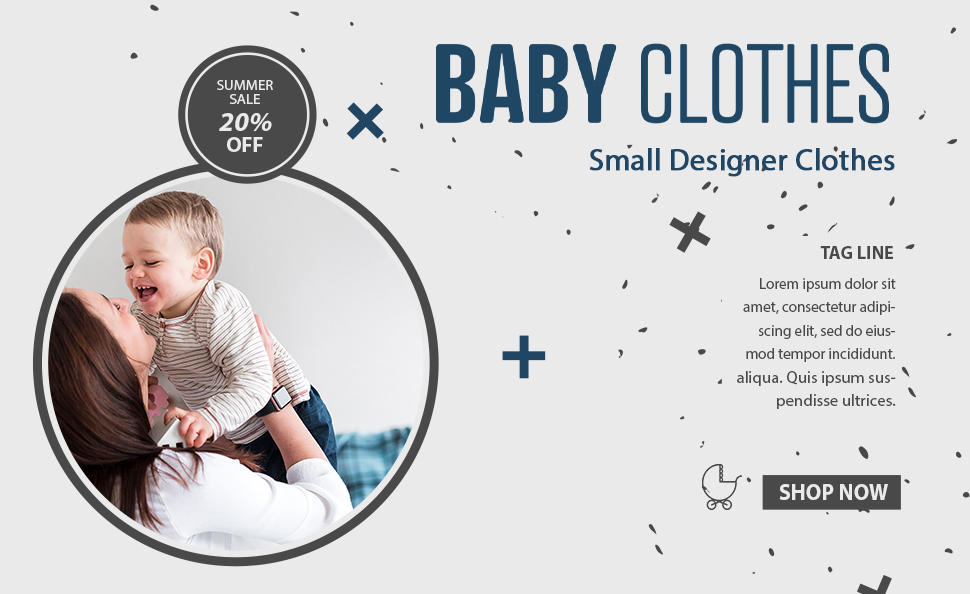 SUMMER
SALE
20%
OFF
BABY CLOTHES
Small Designer Clothes
TAG LINE
Lorem ipsum dolor sit
amet, consectetur adipi-
scing elit, sed do eius-
mod tempor incididunt.
aliqua. Quis ipsum sus-
pendisse ultrices.
SHOP NOW